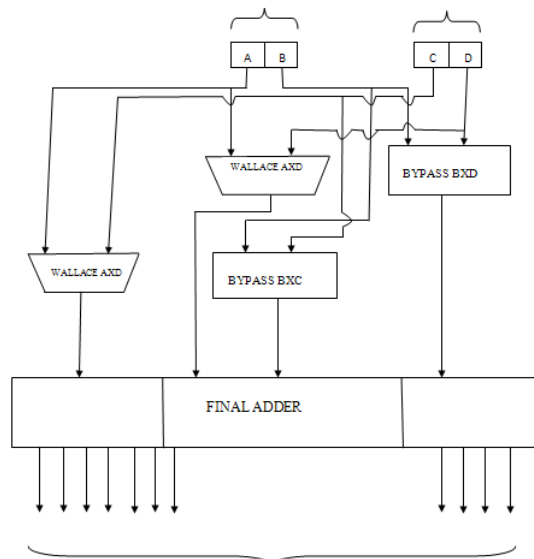 A B C D
WALLACE AXD
BYPASS BXD
WALLACE AXD
BYPASS BXC
FINAL ADDER